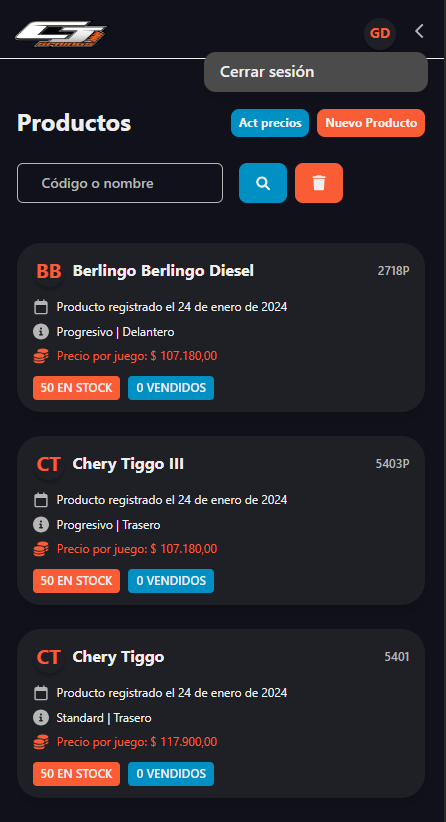 GD
SPRINGS
Cerrar sesión
Productos
Act precios
Nuevo Producto
Código o nombre
BB Berlingo Berlingo Diesel 2718P
Producto registrado el 24 de enero de 2024
Progresivo | Delantero
Precio por juego: $ 107.180,00
50 EN STOCK 0 VENDIDOS
CT Chery Tiggo III 5403P
Producto registrado el 24 de enero de 2024
Progresivo | Trasero
Precio por juego: $ 107.180,00
50 EN STOCK 0 VENDIDOS
CT Chery Tiggo 5401
Producto registrado el 24 de enero de 2024
Standard | Trasero
Precio por juego: $ 117.900,00
50 EN STOCK 0 VENDIDOS